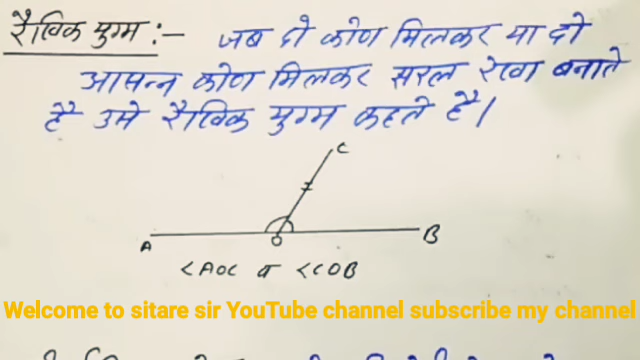 रैखिक युग्म :- जब दो कोण मिलकर या दो
आसन्न कोण मिलकर सरल रेखा बनाते
है उसे रैखिक युग्म कहते है।
C
A O B
<AOC व <COB
Welcome to sitare sir YouTube channel subscribe my channel